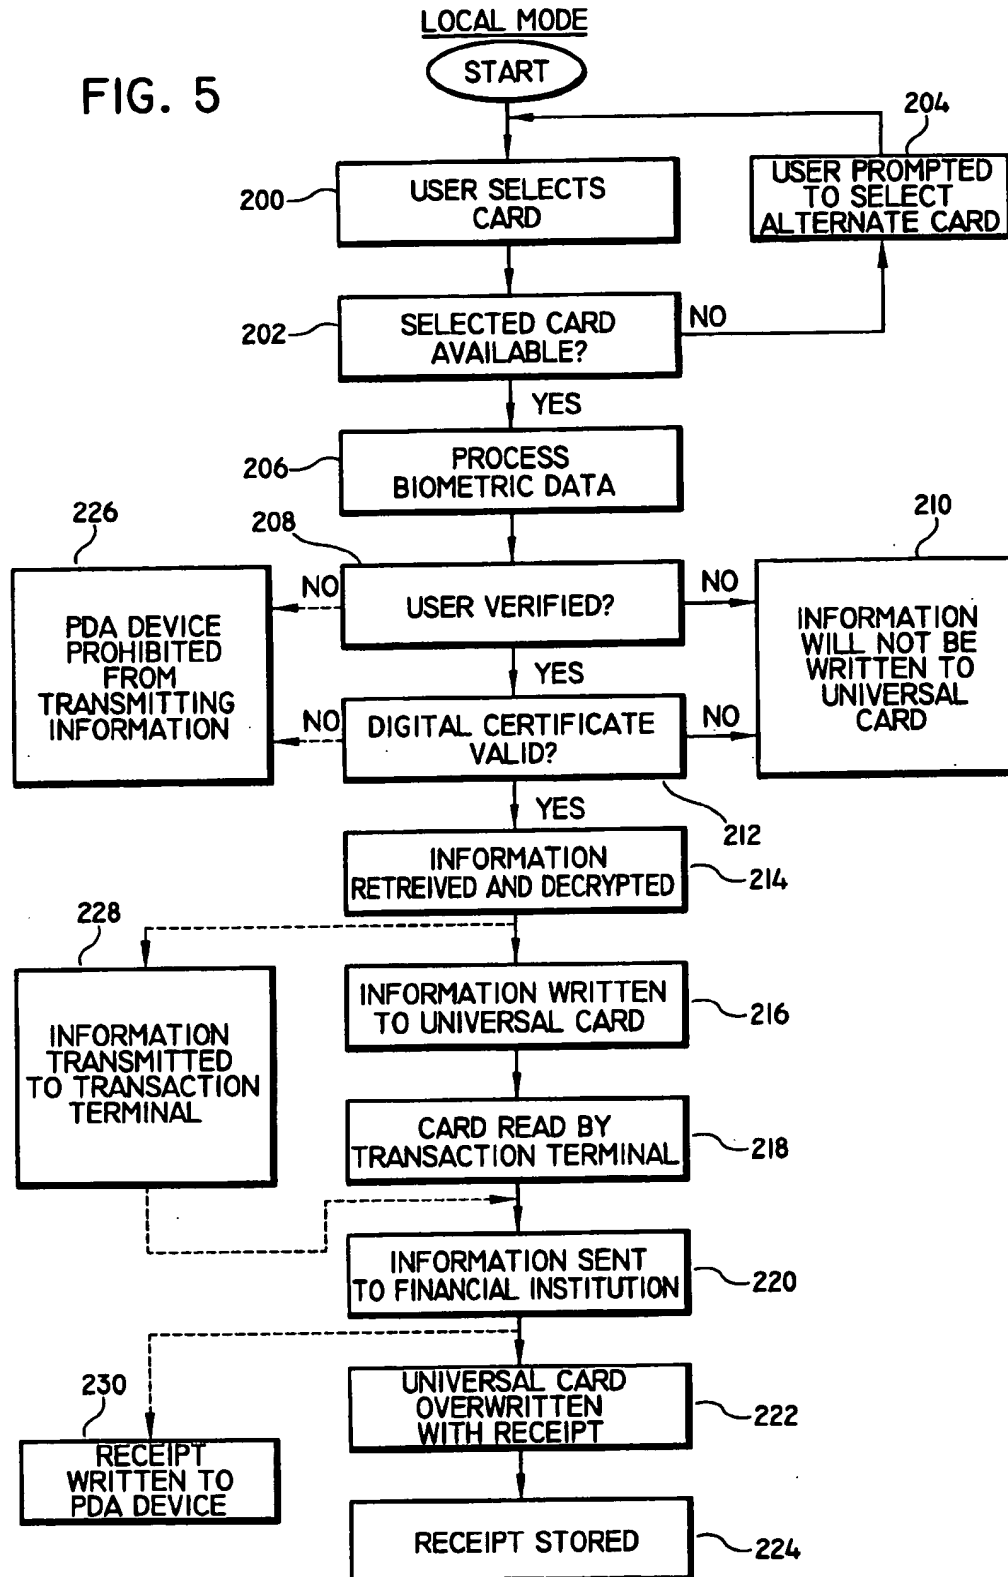 LOCAL MODE
START
FIG. 5
204
USER PROMPTED
TO SELECT
ALTERNATE CARD
200
USER SELECTS
CARD
202
SELECTED CARD
AVAILABLE?
NO
YES
206
PROCESS
BIOMETRIC DATA
226
208
210
PDA DEVICE
PROHIBITED
FROM
TRANSMITTING
INFORMATION
NO
USER VERIFIED?
NO
INFORMATION
WILL NOT BE
WRITTEN TO
UNIVERSAL
CARD
YES
NO
DIGITAL CERTIFICATE
VALID?
NO
YES
212
INFORMATION
RETREIVED AND DECRYPTED
214
228
INFORMATION
TRANSMITTED
TO TRANSACTION
TERMINAL
INFORMATION WRITTEN
TO UNIVERSAL CARD
216
CARD READ BY
TRANSACTION TERMINAL
218
INFORMATION SENT
TO FINANCIAL INSTITUTION
220
230
RECEIPT
WRITTEN TO
PDA DEVICE
UNIVERSAL CARD
OVERWRITTEN
WITH RECEIPT
222
RECEIPT STORED
224